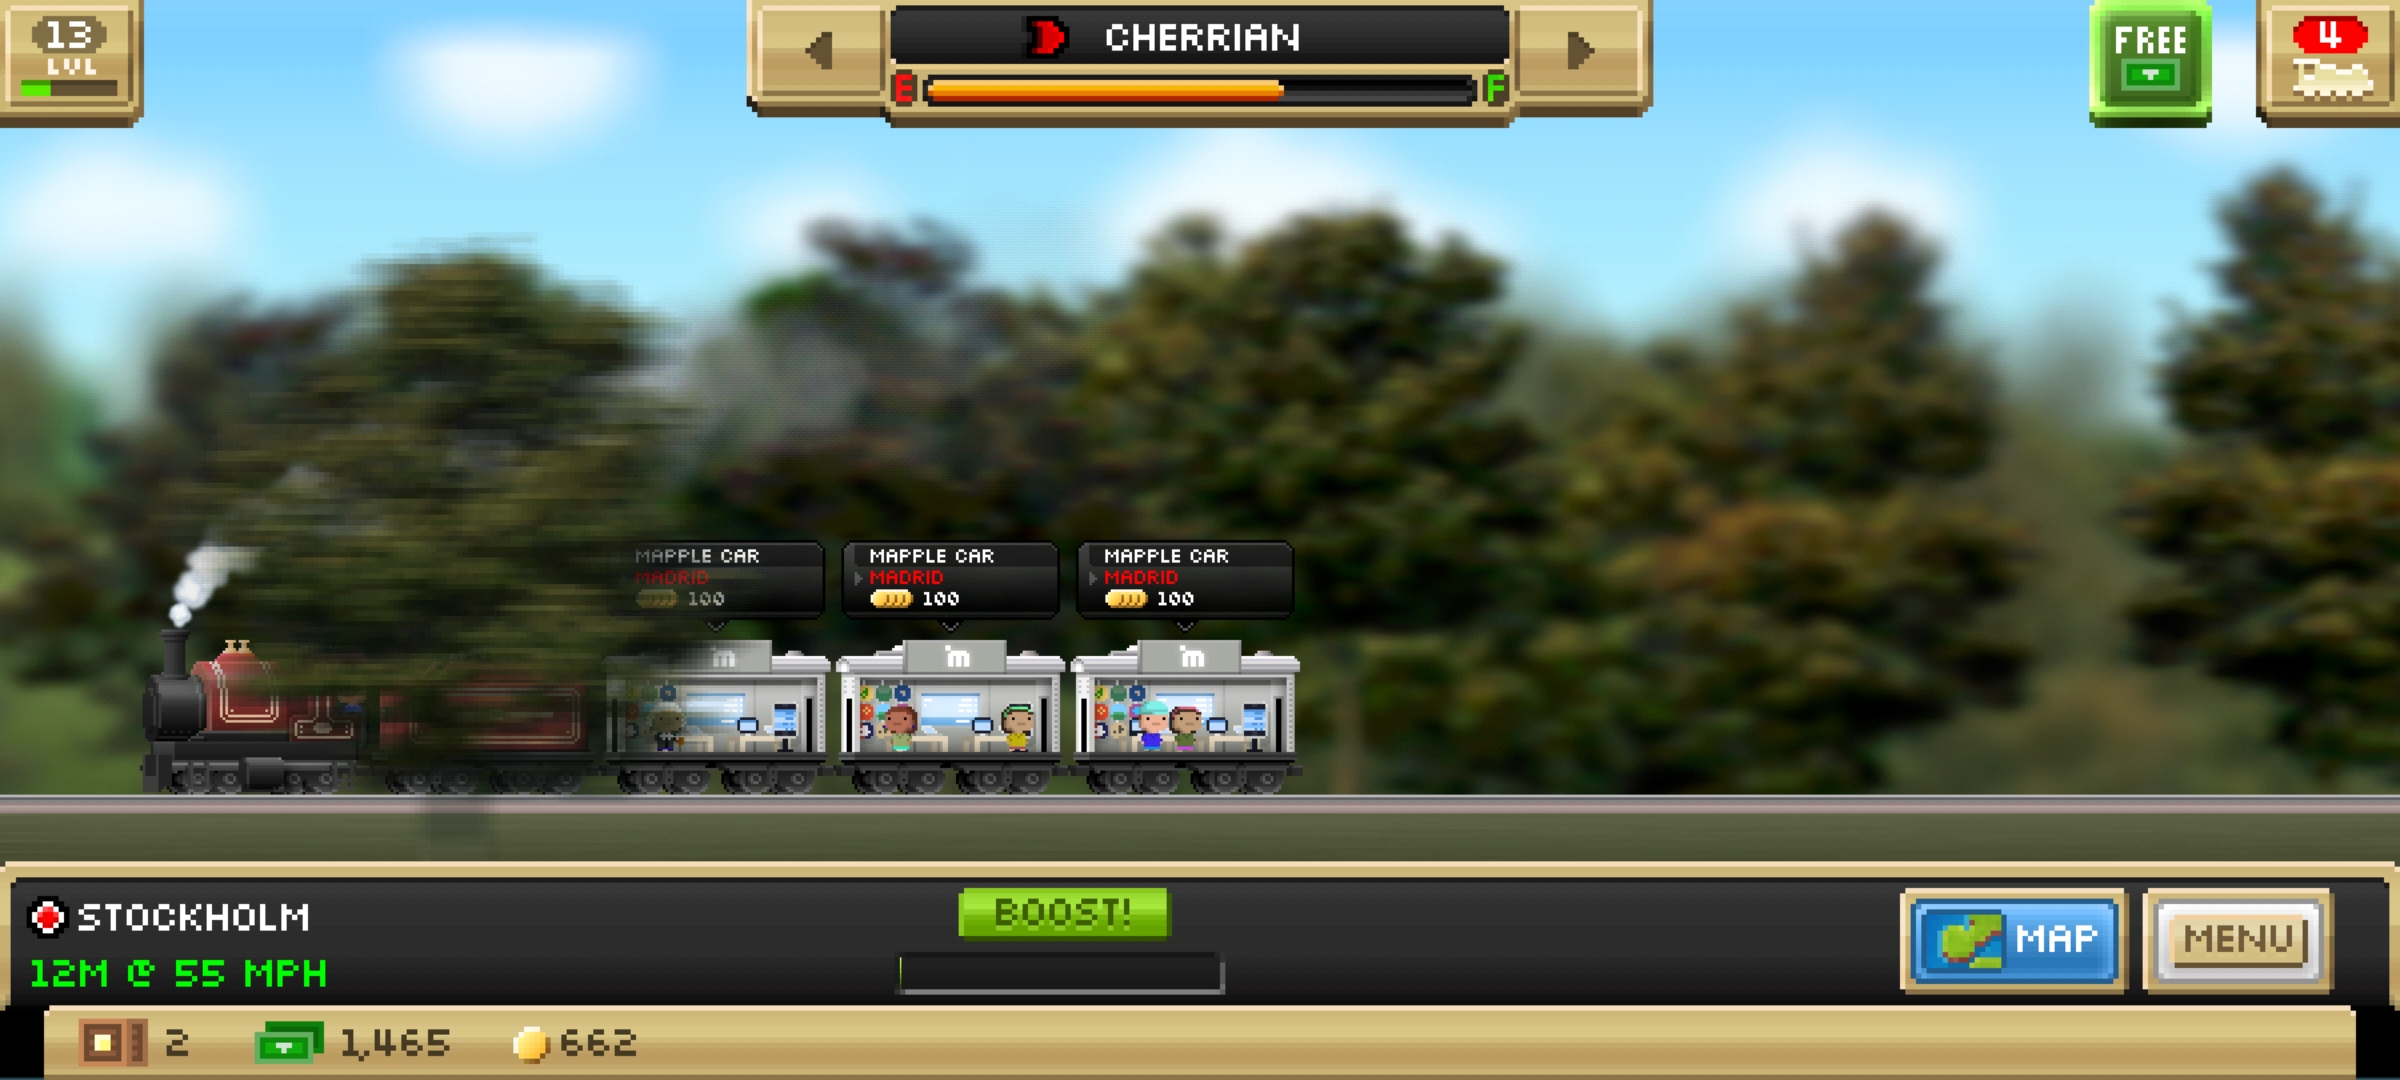 13
LVL
CHERRIAN
E F
FREE
4
MAPPLE CAR
MADRID
100
MAPPLE CAR
MADRID
100
MAPPLE CAR
MADRID
100
m
m
m
STOCKHOLM
12M @ 55 MPH
BOOST!
MAP
MENU
2
1,465
662